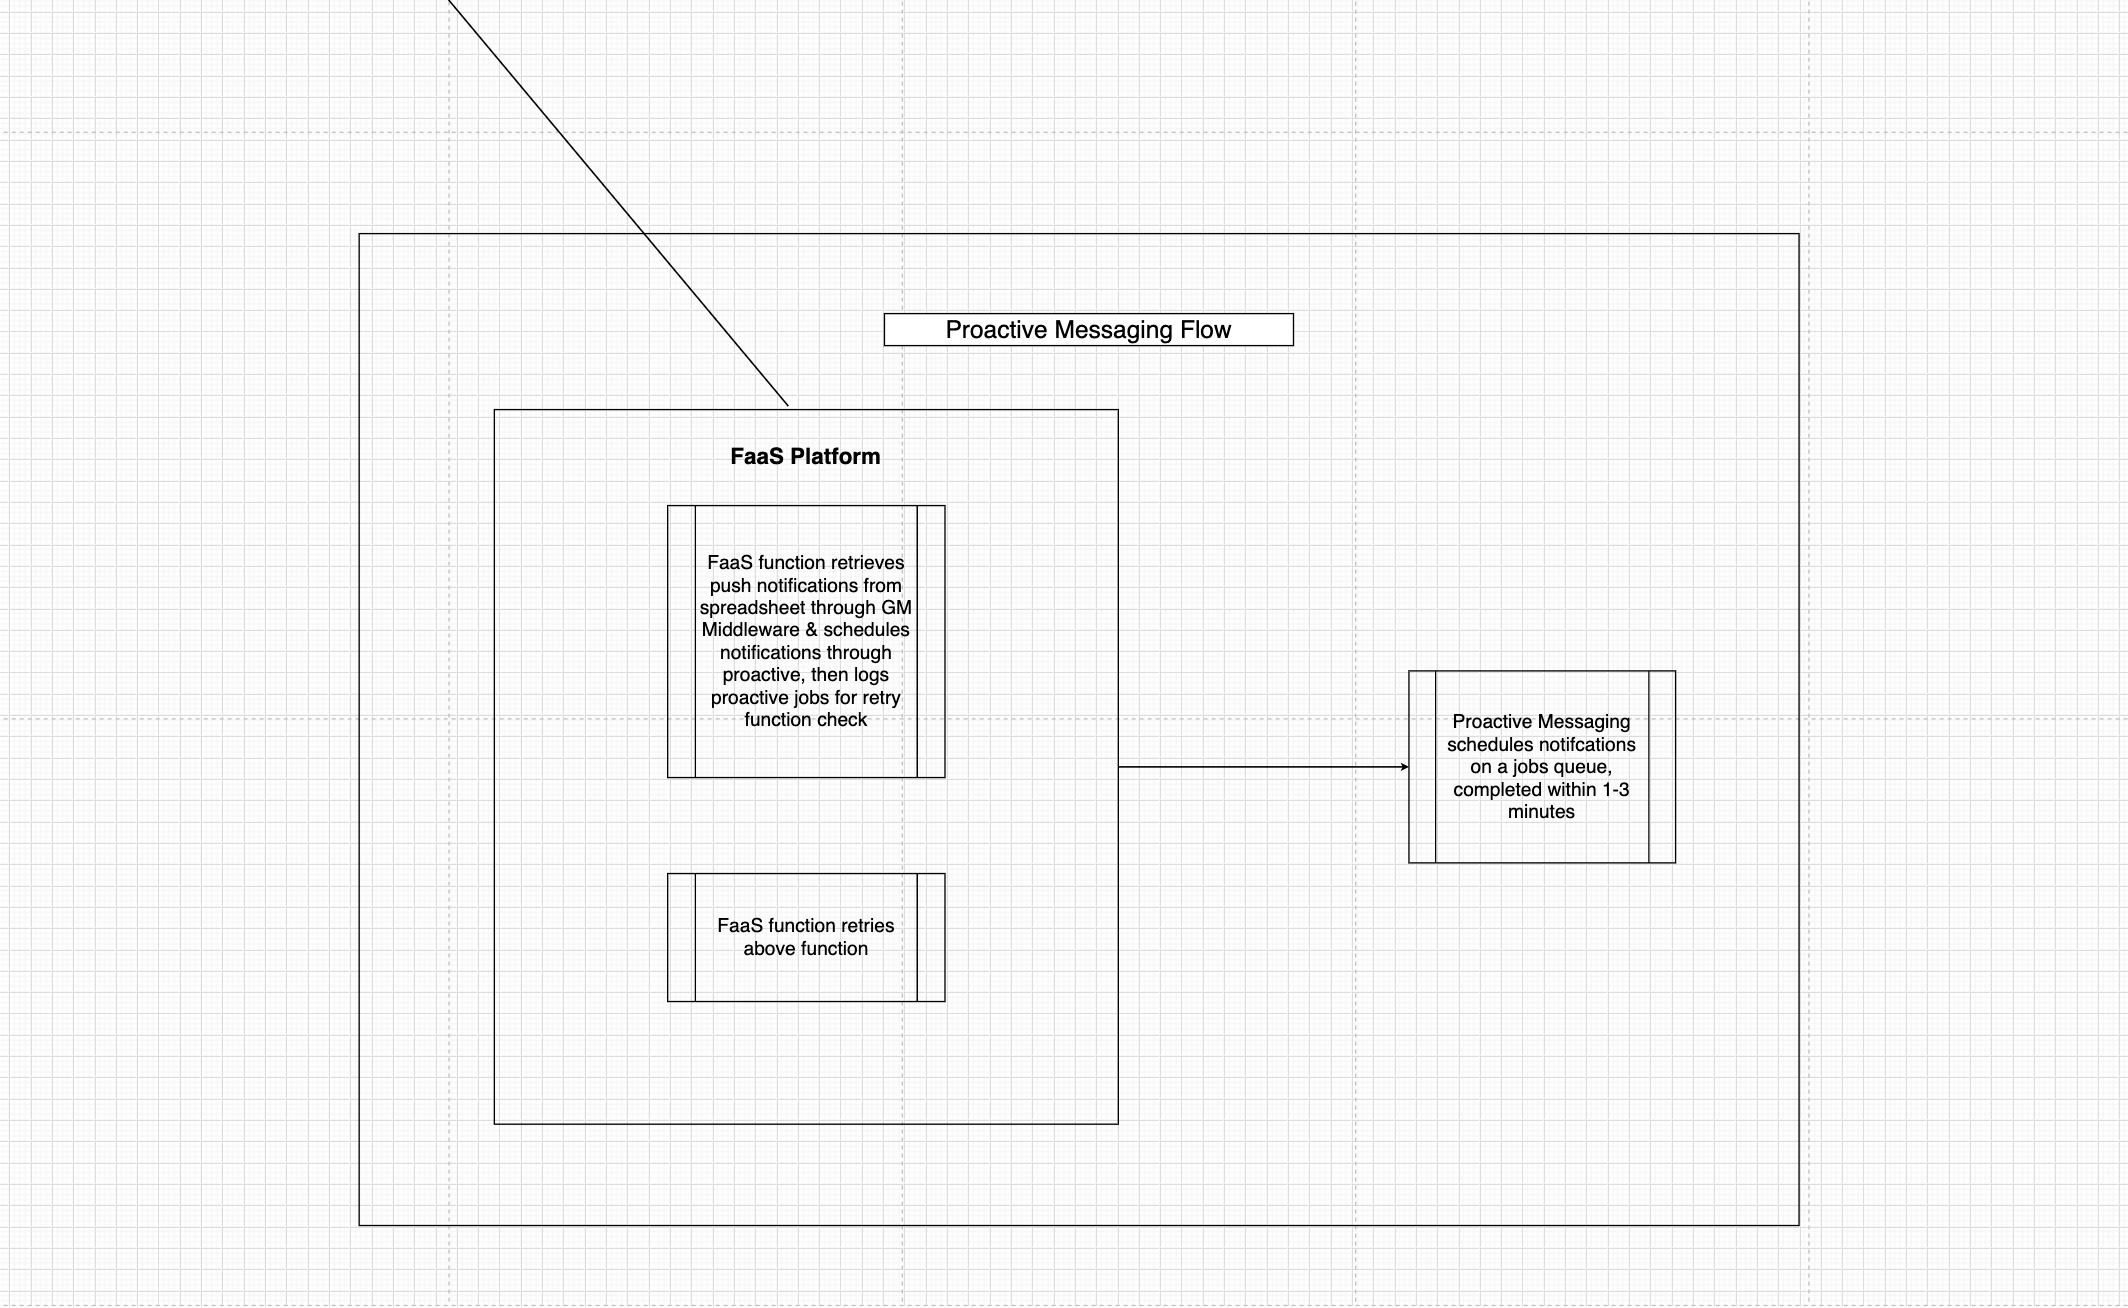 Proactive Messaging Flow
FaaS Platform
FaaS function retrieves
push notifications from
spreadsheet through GM
Middleware & schedules
notifications through
proactive, then logs
proactive jobs for retry
function check
Proactive Messaging
schedules notifcations
on a jobs queue,
completed within 1-3
minutes
FaaS function retries
above function